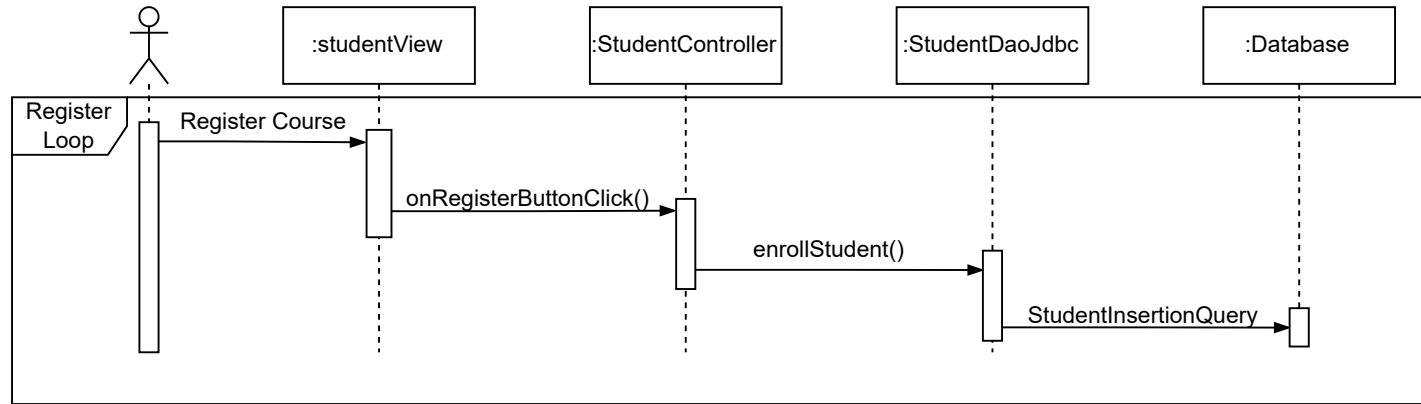 :studentView
:StudentController
:StudentDaoJdbc
:Database
Register
Loop
Register Course
onRegisterButtonClick()
enrollStudent()
StudentInsertionQuery